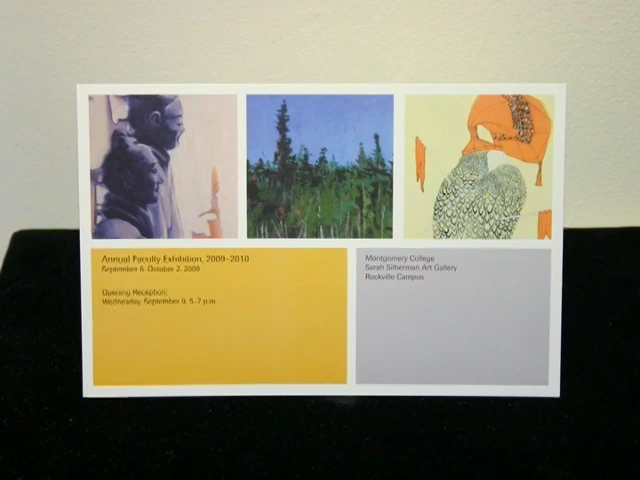 Annual Faculty Exhibition, 2009-2010
September 8- October 2, 2009
Opening Reception:
Wednesday, September 9, 5-7 p.m.
Montgomery College
Sarah Silberman Art Gallery
Rockville Campus